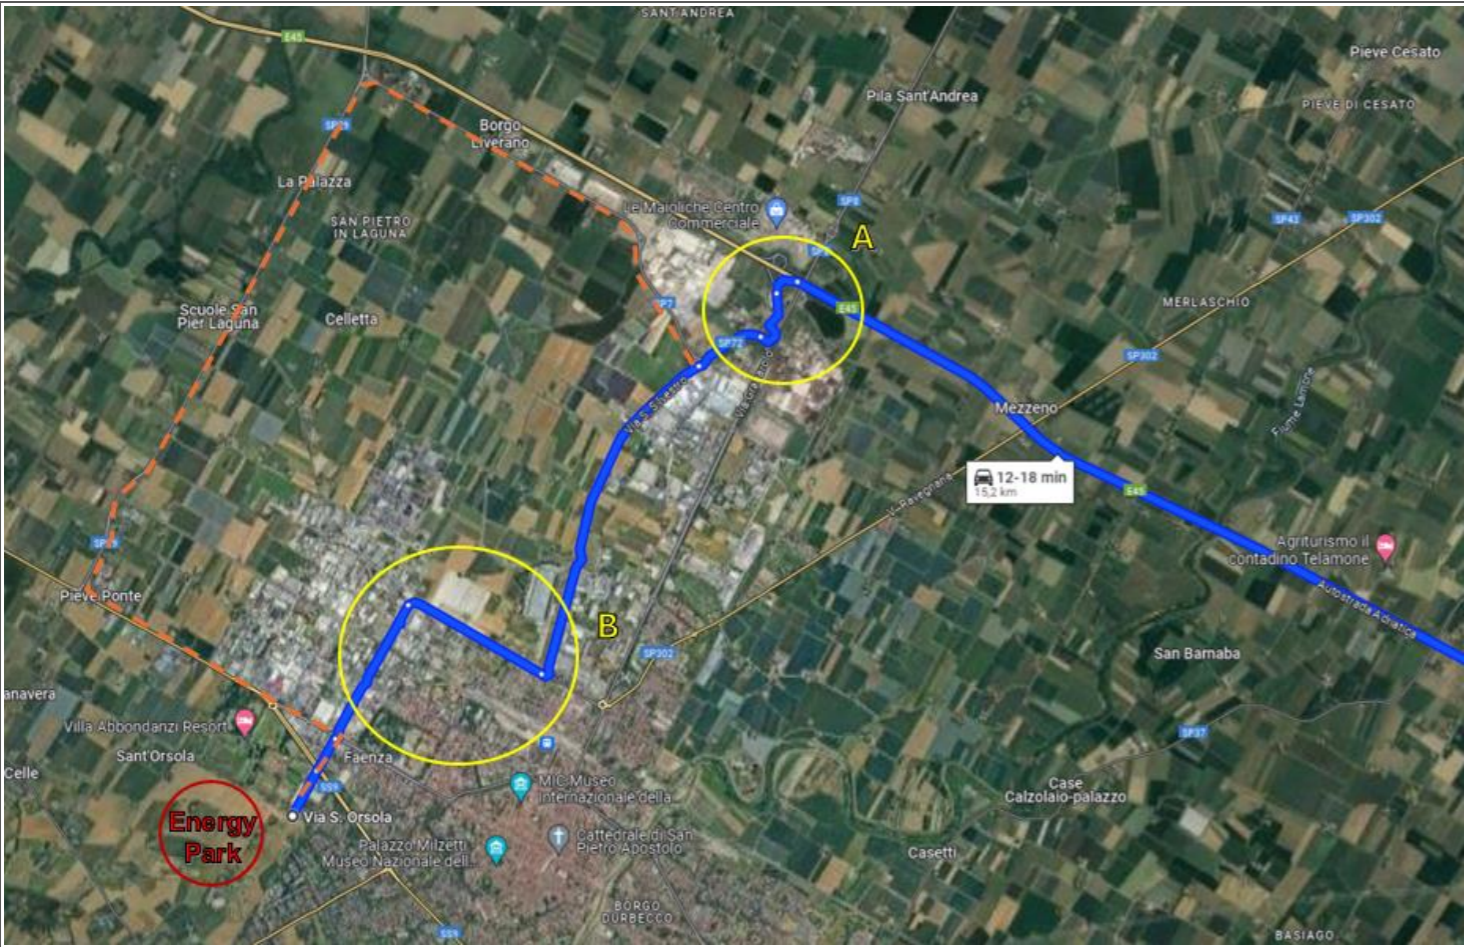 SANT'ANDREA
E45
Pieve Cesato
Pila Sant'Andrea
PIEVE DI CESATO
Borgo
Liverano
La Palazza
SAN PIETRO
IN LAGUNA
Le Maioliche Centro
Commerciale
SP8
SP43
SP302
A
Scuole San
Pier Laguna
Celletta
SP7
E45
MERLASCHIO
SP72
SP302
Via S. Silvestro
Fiume Lamone
Mezzeno
12-18 min
15,2 km
V. Ravegnana
E45
Agriturismo il
contadino Telamone
Autostrada Adriatica
Pieve Ponte
B
SP302
San Barnaba
anavera
Villa Abbondanzi Resort
Sant'Orsola
Faenza
SP37
Celle
SS9
MIC Museo
Internazionale della
Case
Calzolaio-palazzo
Energy
Park
Via S. Orsola
Palazzo Milzetti
Museo Nazionale dell...
Cattedrale di San
Pietro Apostolo
Casetti
BORGO
DURBECCO
SS9
BASIAGO